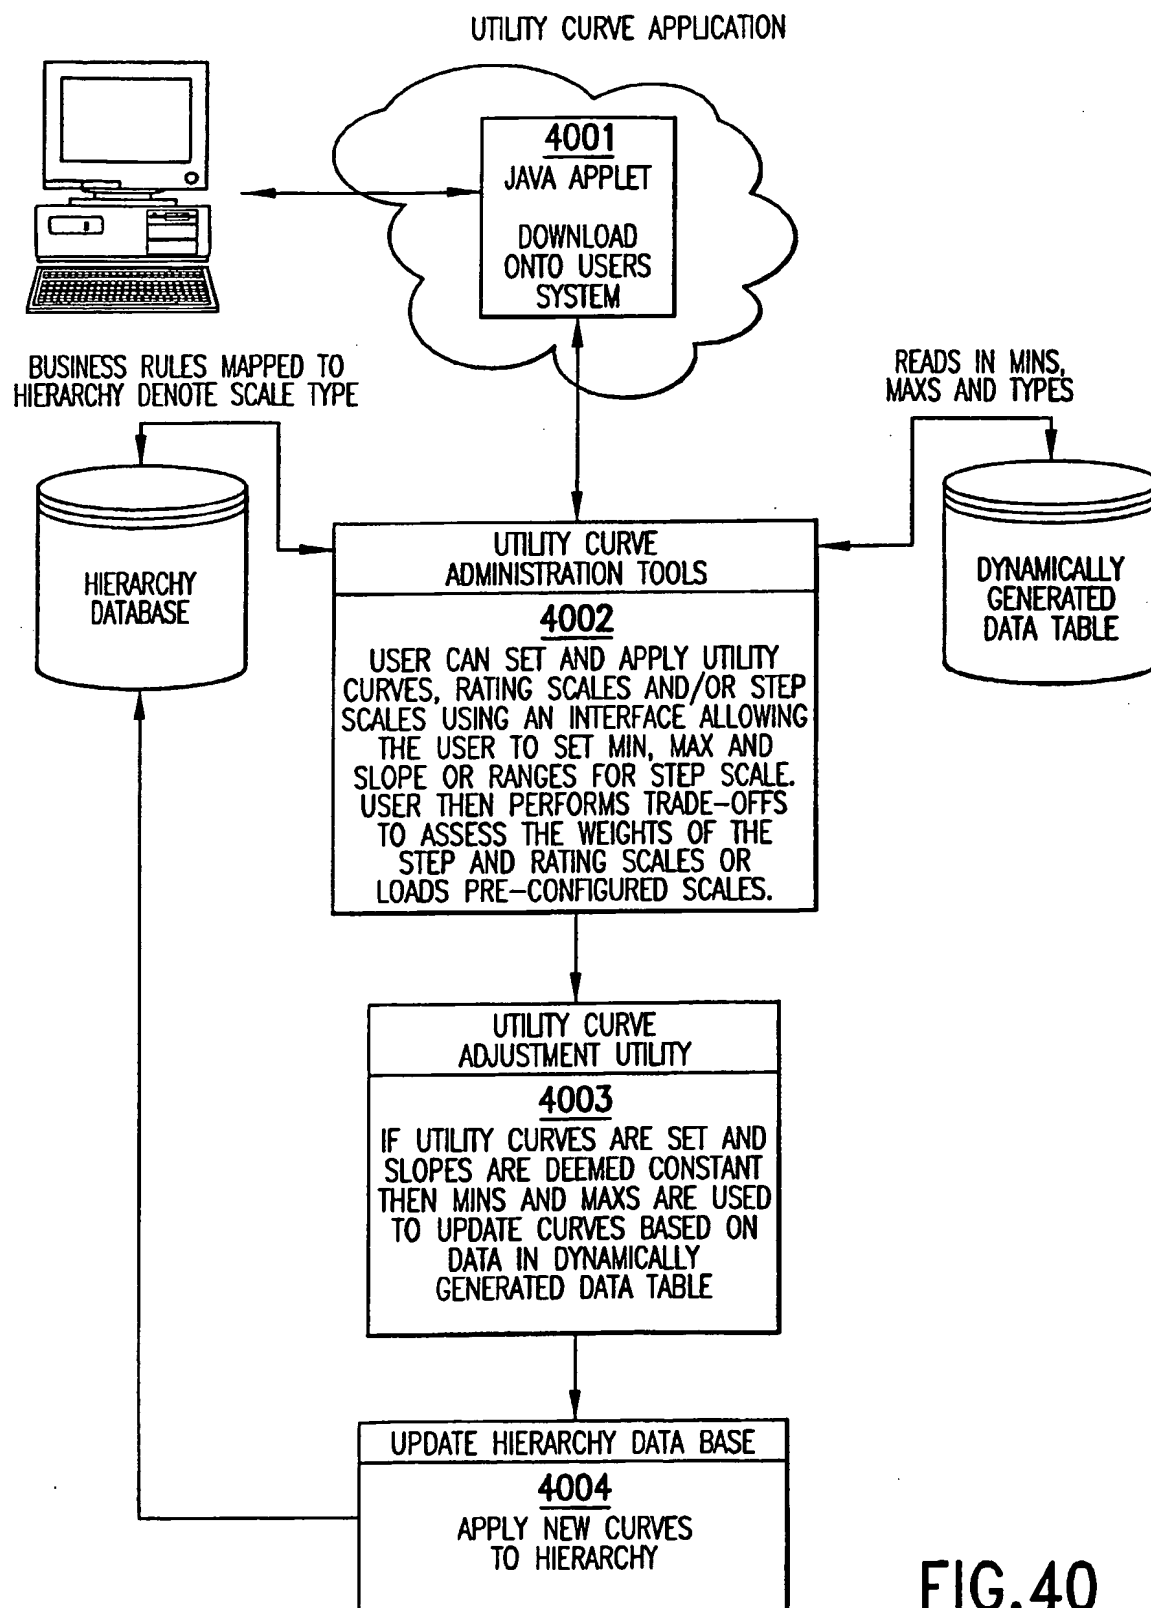 UTILITY CURVE APPLICATION
4001
JAVA APPLET
DOWNLOAD
ONTO USERS
SYSTEM
BUSINESS RULES MAPPED TO
HIERARCHY DENOTE SCALE TYPE
READS IN MINS,
MAXS AND TYPES
HIERARCHY
DATABASE
UTILITY CURVE
ADMINISTRATION TOOLS
4002
USER CAN SET AND APPLY UTILITY
CURVES, RATING SCALES AND/OR STEP
SCALES USING AN INTERFACE ALLOWING
THE USER TO SET MIN, MAX AND
SLOPE OR RANGES FOR STEP SCALE.
USER THEN PERFORMS TRADE-OFFS
TO ASSESS THE WEIGHTS OF THE
STEP AND RATING SCALES OR
LOADS PRE-CONFIGURED SCALES.
DYNAMICALLY
GENERATED
DATA TABLE
UTILITY CURVE
ADJUSTMENT UTILITY
4003
IF UTILITY CURVES ARE SET AND
SLOPES ARE DEEMED CONSTANT
THEN MINS AND MAXS ARE USED
TO UPDATE CURVES BASED ON
DATA IN DYNAMICALLY
GENERATED DATA TABLE
UPDATE HIERARCHY DATA BASE
4004
APPLY NEW CURVES
TO HIERARCHY
FIG.40